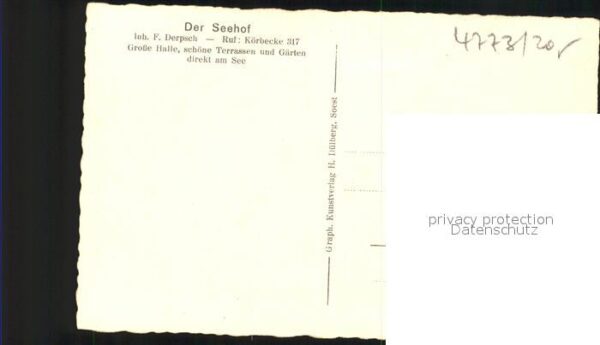 Der Seehof
Inh. F. Derpsch — Ruf: Körbecke 317
Große Halle, schöne Terrassen und Gärten
direkt am See
4773/20,-
Graph. Kunstverlag H. Hülberg, Soest
privacy protection
Datenschutz